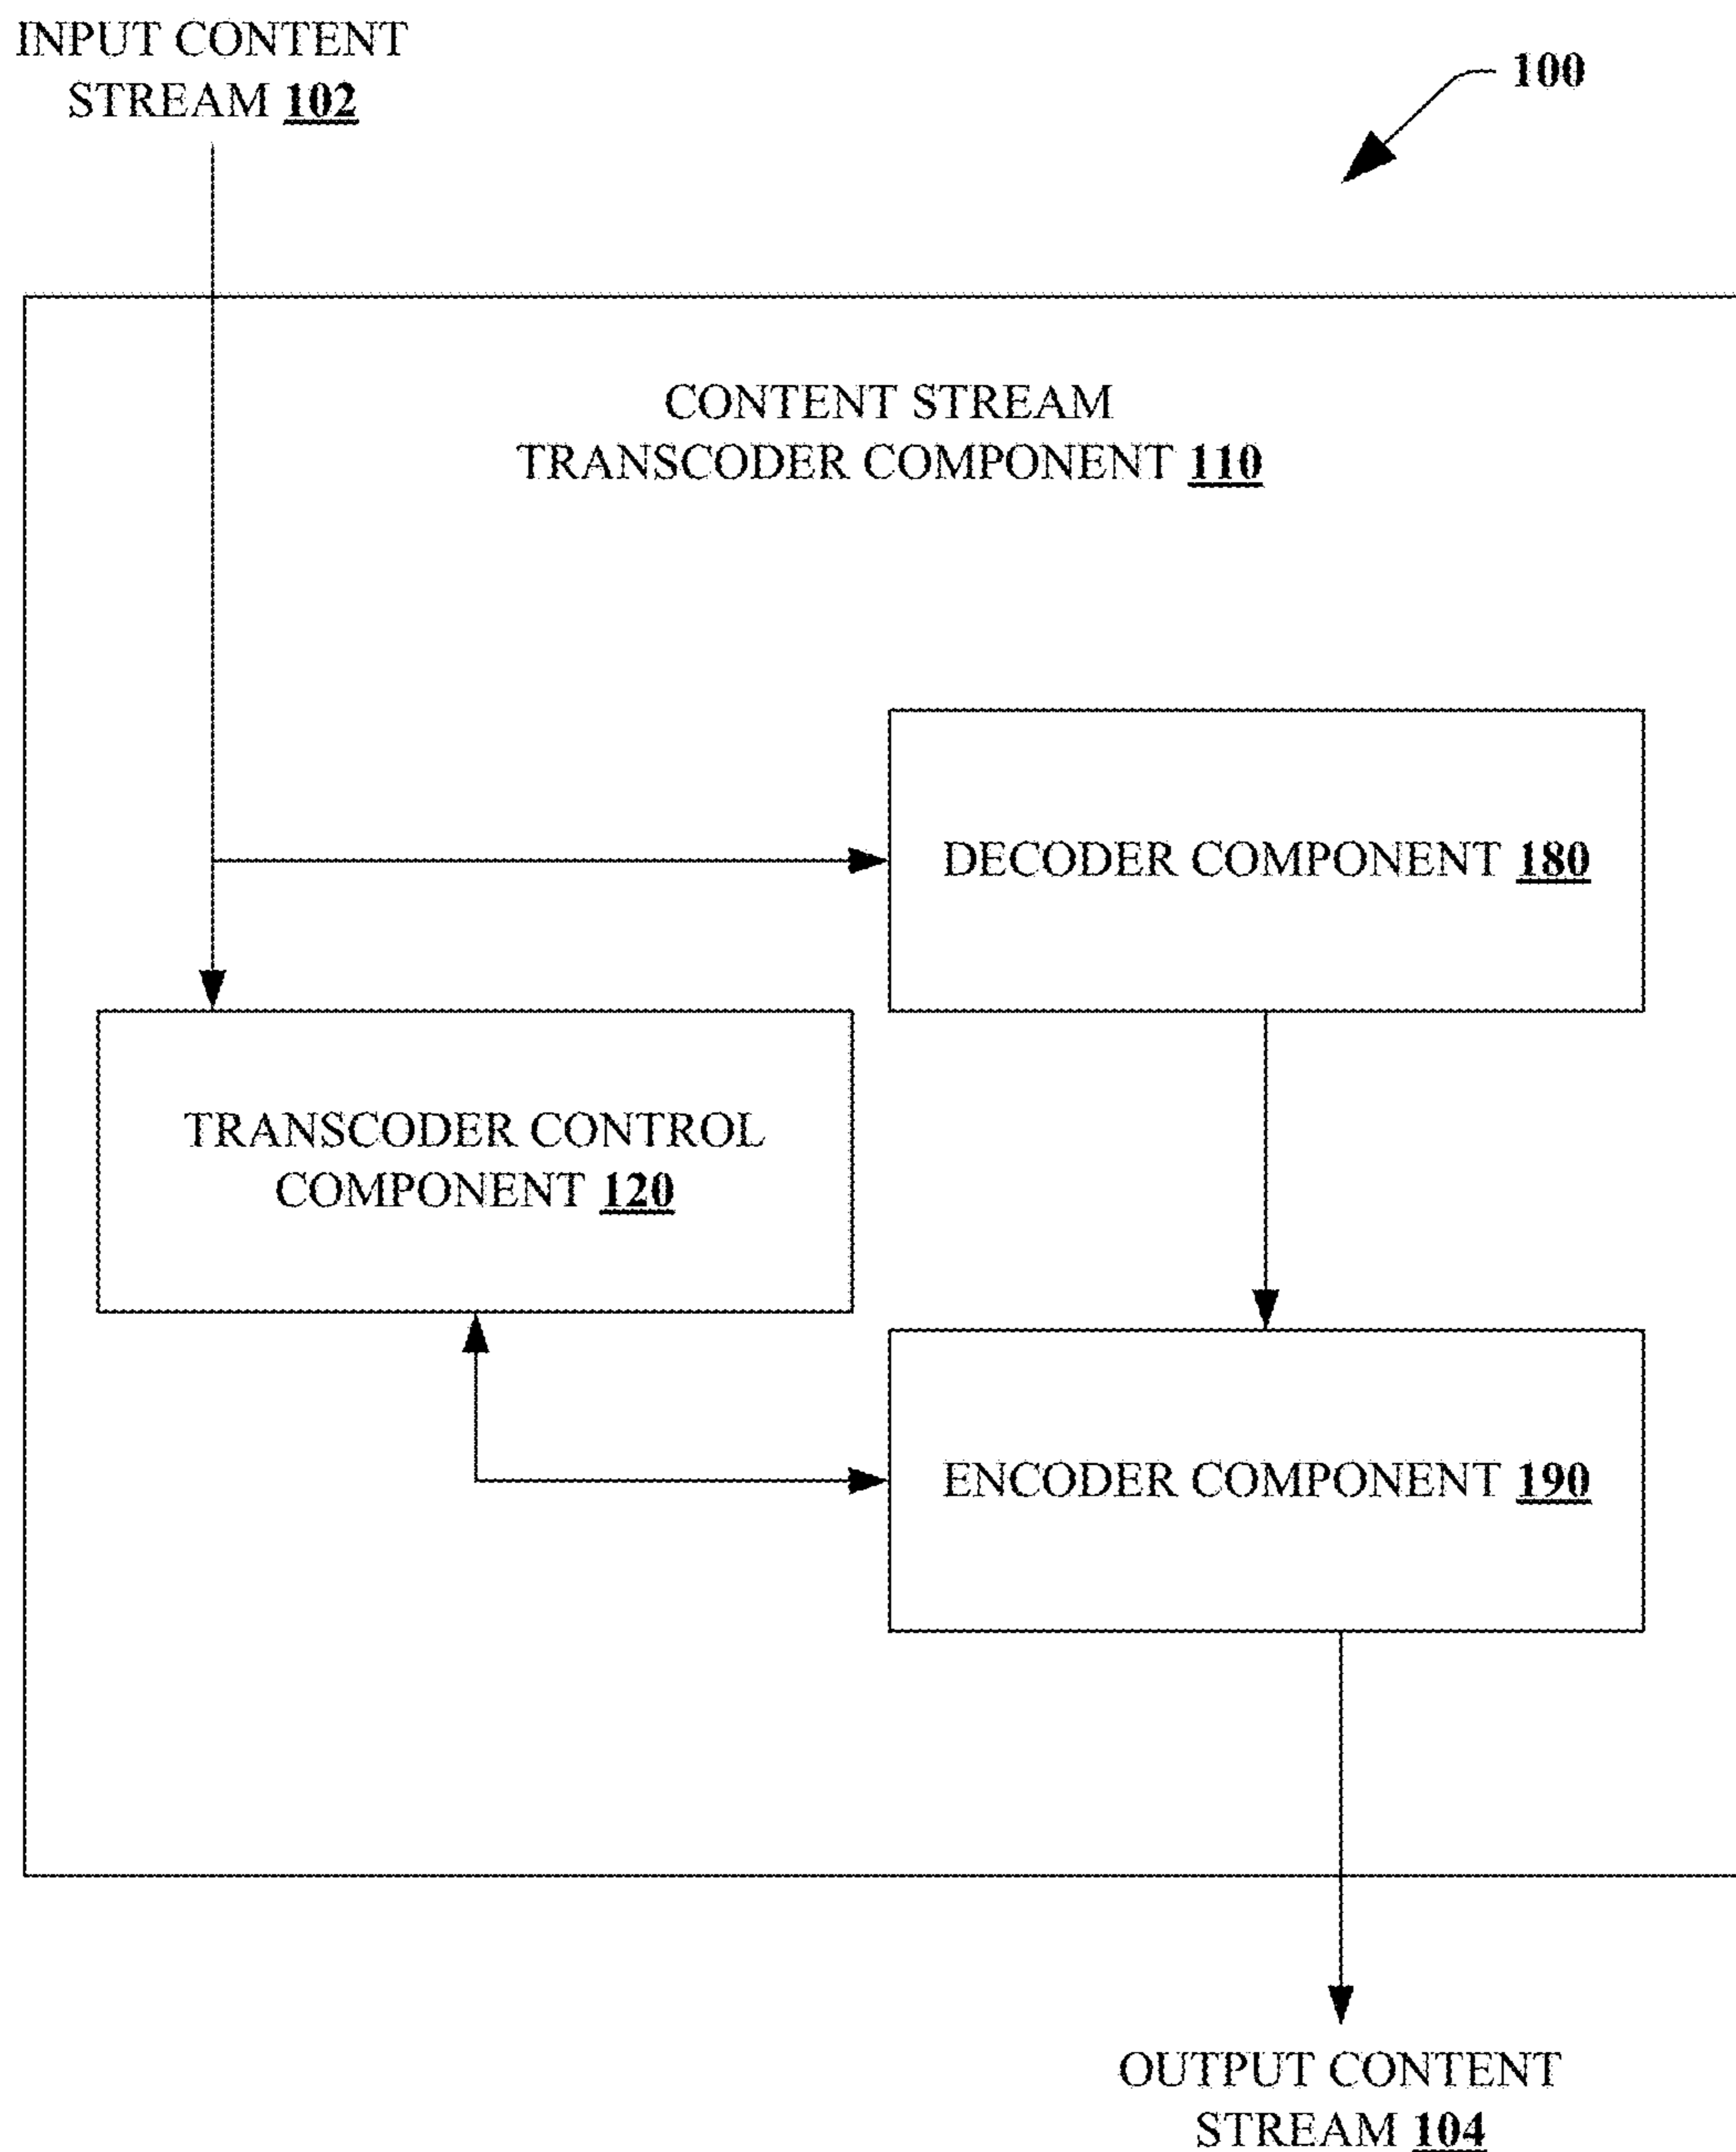 INPUT CONTENT
STREAM 102
100
CONTENT STREAM
TRANSCODER COMPONENT 110
DECODER COMPONENT 180
TRANSCODER CONTROL
COMPONENT 120
ENCODER COMPONENT 190
OUTPUT CONTENT
STREAM 104